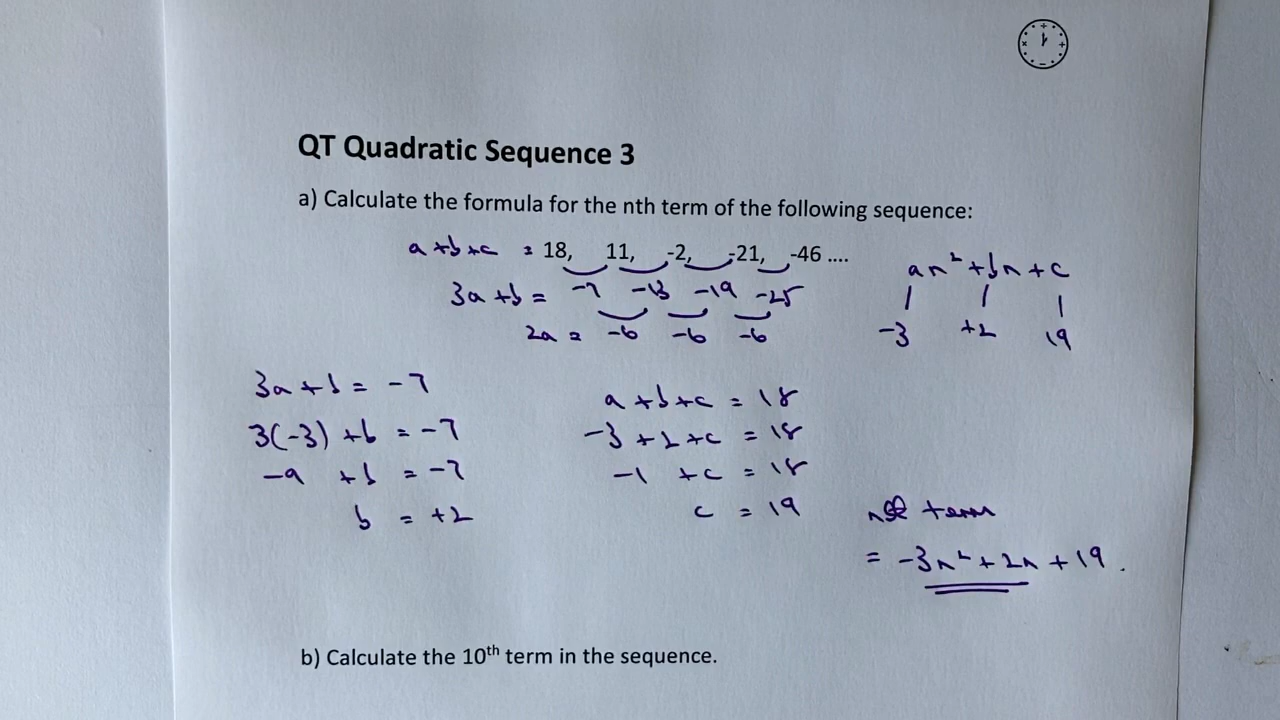 QT Quadratic Sequence 3
a) Calculate the formula for the nth term of the following sequence:
a+b+c = 18, 11, -2, -21, -46 ....
an²+bn+c
3a+b = -7 -13 -19 -25
-3 +2 19
2a = -6 -6 -6
3a+b = -7
3(-3) +b = -7
-9 +b = -7
b = +2
a+b+c = 18
-3+2+c = 18
-1 +c = 18
c = 19
nth term
= -3n²+2n+19.
b) Calculate the 10th term in the sequence.